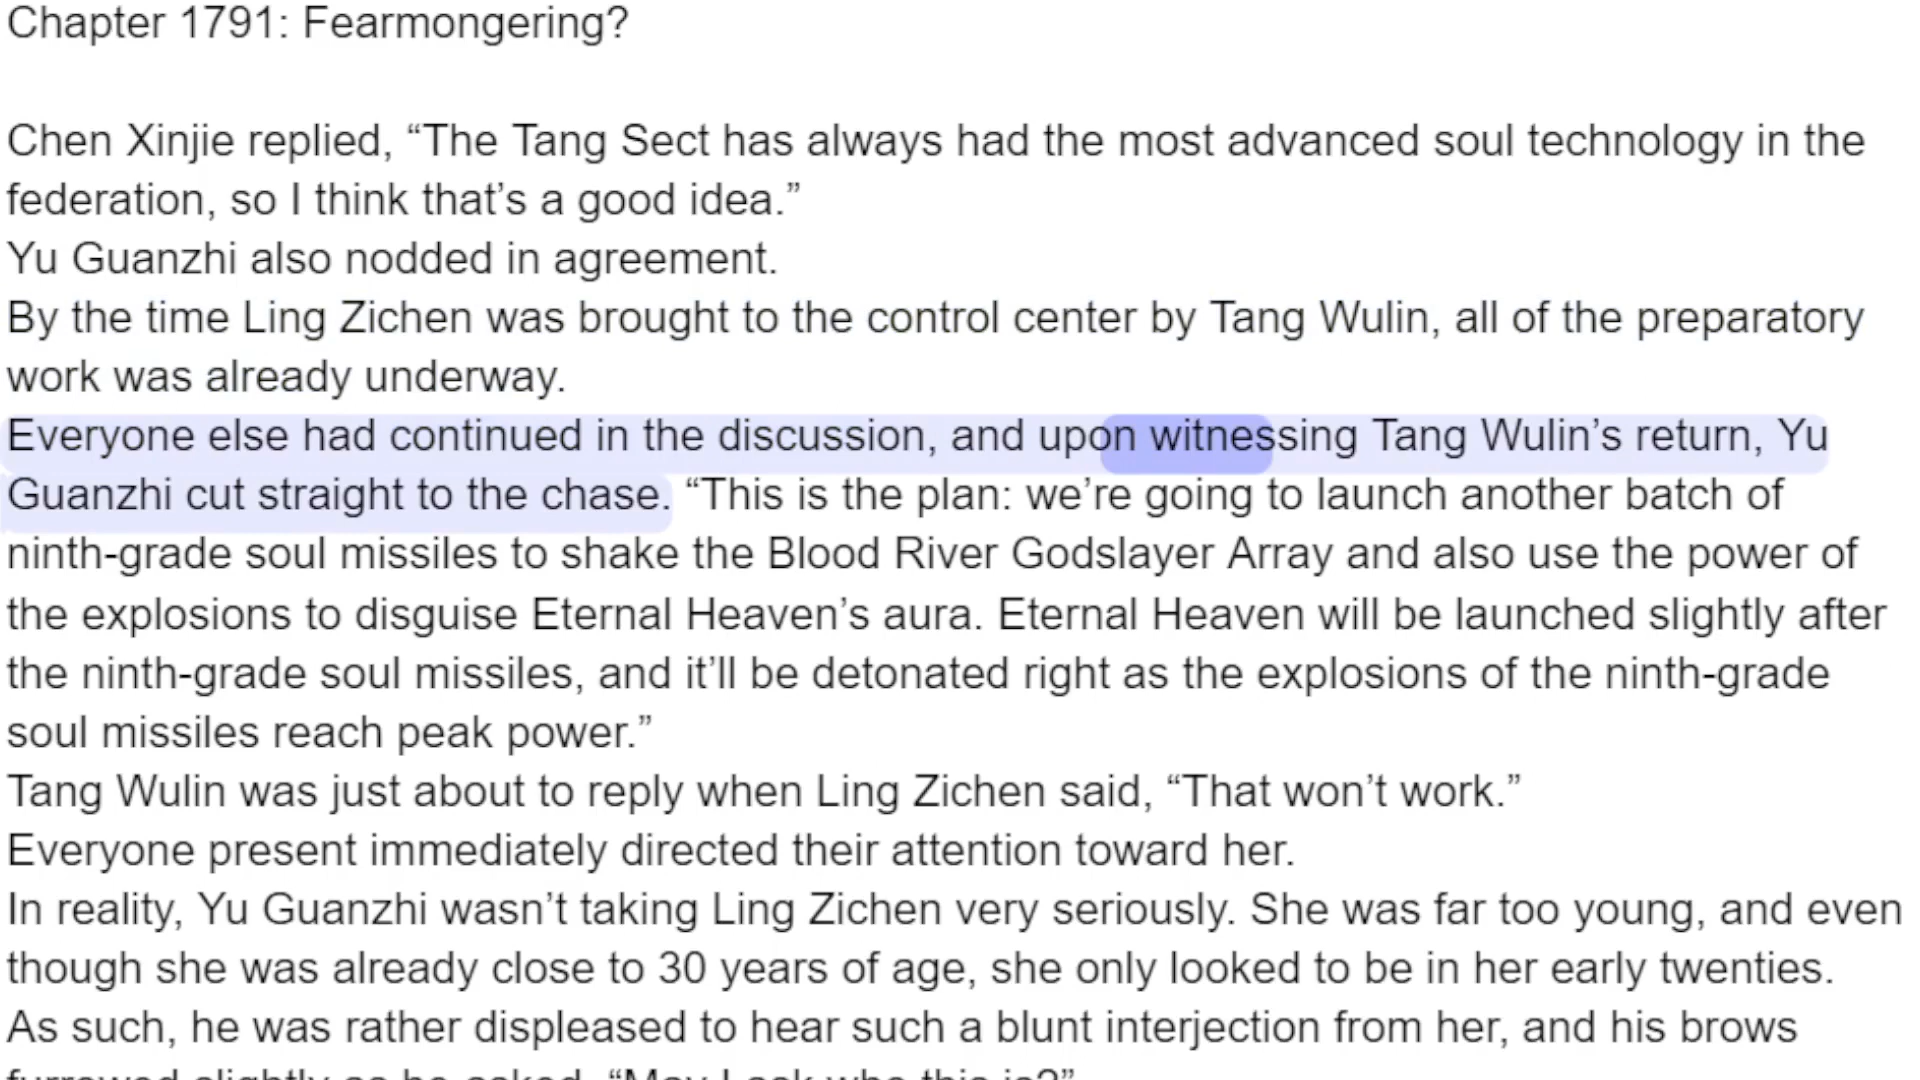 Chapter 1791: Fearmongering?
Chen Xinjie replied, “The Tang Sect has always had the most advanced soul technology in the
federation, so I think that’s a good idea.”
Yu Guanzhi also nodded in agreement.
By the time Ling Zichen was brought to the control center by Tang Wulin, all of the preparatory
work was already underway.
Everyone else had continued in the discussion, and upon witnessing Tang Wulin’s return, Yu
Guanzhi cut straight to the chase. “This is the plan: we’re going to launch another batch of
ninth-grade soul missiles to shake the Blood River Godslayer Array and also use the power of
the explosions to disguise Eternal Heaven’s aura. Eternal Heaven will be launched slightly after
the ninth-grade soul missiles, and it’ll be detonated right as the explosions of the ninth-grade
soul missiles reach peak power.”
Tang Wulin was just about to reply when Ling Zichen said, “That won’t work.”
Everyone present immediately directed their attention toward her.
In reality, Yu Guanzhi wasn’t taking Ling Zichen very seriously. She was far too young, and even
though she was already close to 30 years of age, she only looked to be in her early twenties.
As such, he was rather displeased to hear such a blunt interjection from her, and his brows
furrowed slightly as he asked, “May I ask who this is?”